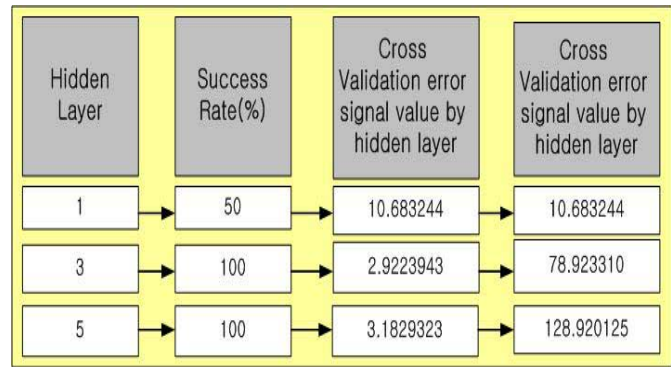 Hidden
Layer
Success
Rate(%)
Cross
Validation error
signal value by
hidden layer
Cross
Validation error
signal value by
hidden layer
1
50
10.683244
10.683244
3
100
2.9223943
78.923310
5
100
3.1829323
128.920125